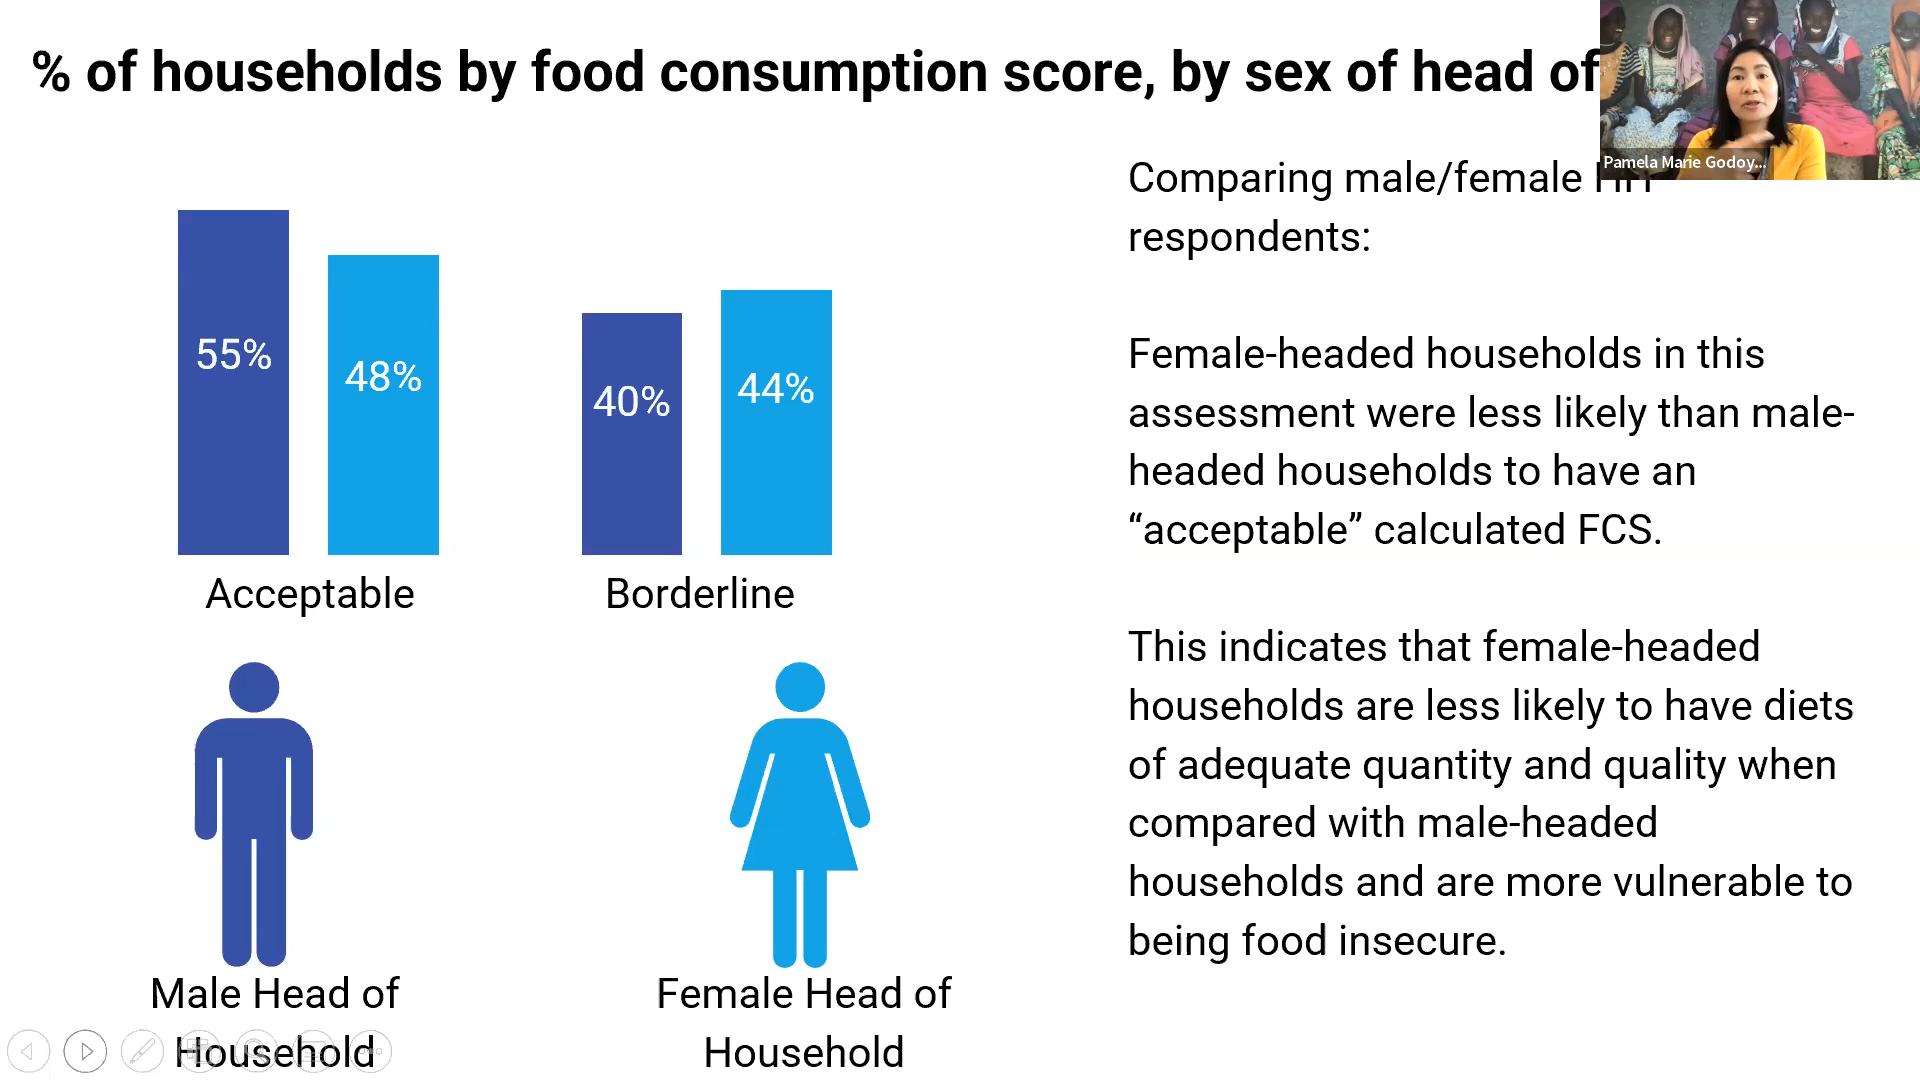 % of households by food consumption score, by sex of head of
Pamela Marie Godoy...
Comparing male/female
respondents:
55%
48%
40%
44%
Acceptable
Borderline
Female-headed households in this
assessment were less likely than male-
headed households to have an
“acceptable” calculated FCS.
This indicates that female-headed
households are less likely to have diets
of adequate quantity and quality when
compared with male-headed
households and are more vulnerable to
being food insecure.
Male Head of
Household
Female Head of
Household